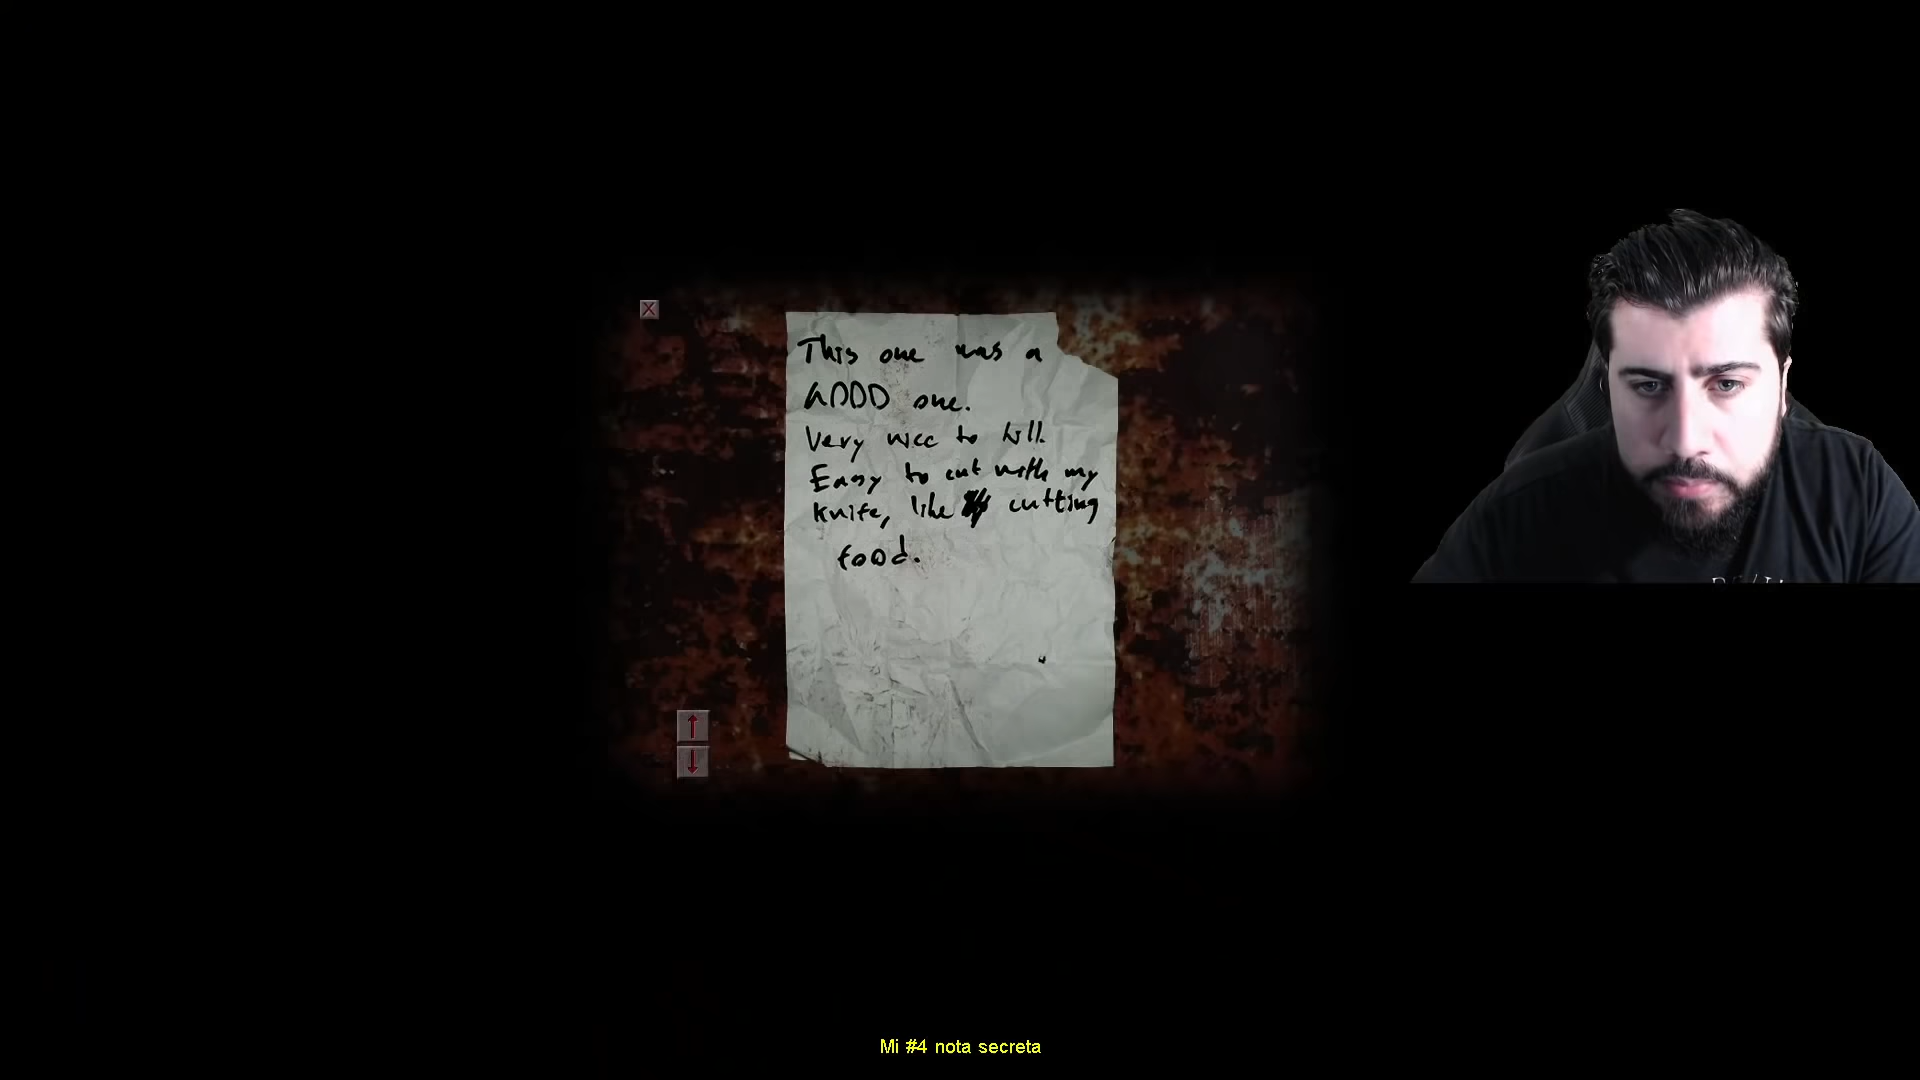 This one was a
GOOD one.
Very nice to kill.
Easy to cut with my
knife, like cutting
food.
Mi #4 nota secreta